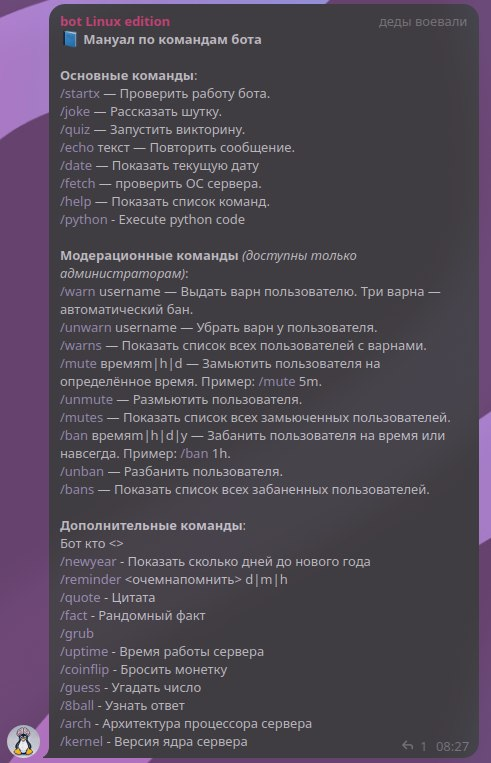 bot Linux edition деды воевали
📘 Мануал по командам бота
Основные команды:
/startx — Проверить работу бота.
/joke — Рассказать шутку.
/quiz — Запустить викторину.
/echo текст — Повторить сообщение.
/date — Показать текущую дату
/fetch — проверить ОС сервера.
/help — Показать список команд.
/python - Execute python code
Модерационные команды (доступны только
администраторам):
/warn username — Выдать варн пользователю. Три варна —
автоматический бан.
/unwarn username — Убрать варн у пользователя.
/warns — Показать список всех пользователей с варнами.
/mute времяm|h|d — Замьютить пользователя на
определённое время. Пример: /mute 5m.
/unmute — Размьютить пользователя.
/mutes — Показать список всех замьюченных пользователей.
/ban времяm|h|d|y — Забанить пользователя на время или
навсегда. Пример: /ban 1h.
/unban — Разбанить пользователя.
/bans — Показать список всех забаненных пользователей.
Дополнительные команды:
Бот кто <>
/newyear - Показать сколько дней до нового года
/reminder <очемнапомнить> d|m|h
/quote - Цитата
/fact - Рандомный факт
/grub
/uptime - Время работы сервера
/coinflip - Бросить монетку
/guess - Угадать число
/8ball - Узнать ответ
/arch - Архитектура процессора сервера
/kernel - Версия ядра сервера
1 08:27